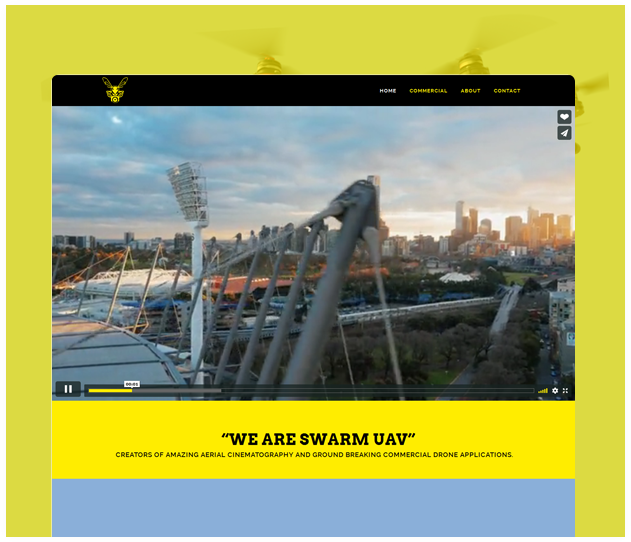 HOME COMMERCIAL ABOUT CONTACT
00:01
“WE ARE SWARM UAV”
CREATORS OF AMAZING AERIAL CINEMATOGRAPHY AND GROUND BREAKING COMMERCIAL DRONE APPLICATIONS.